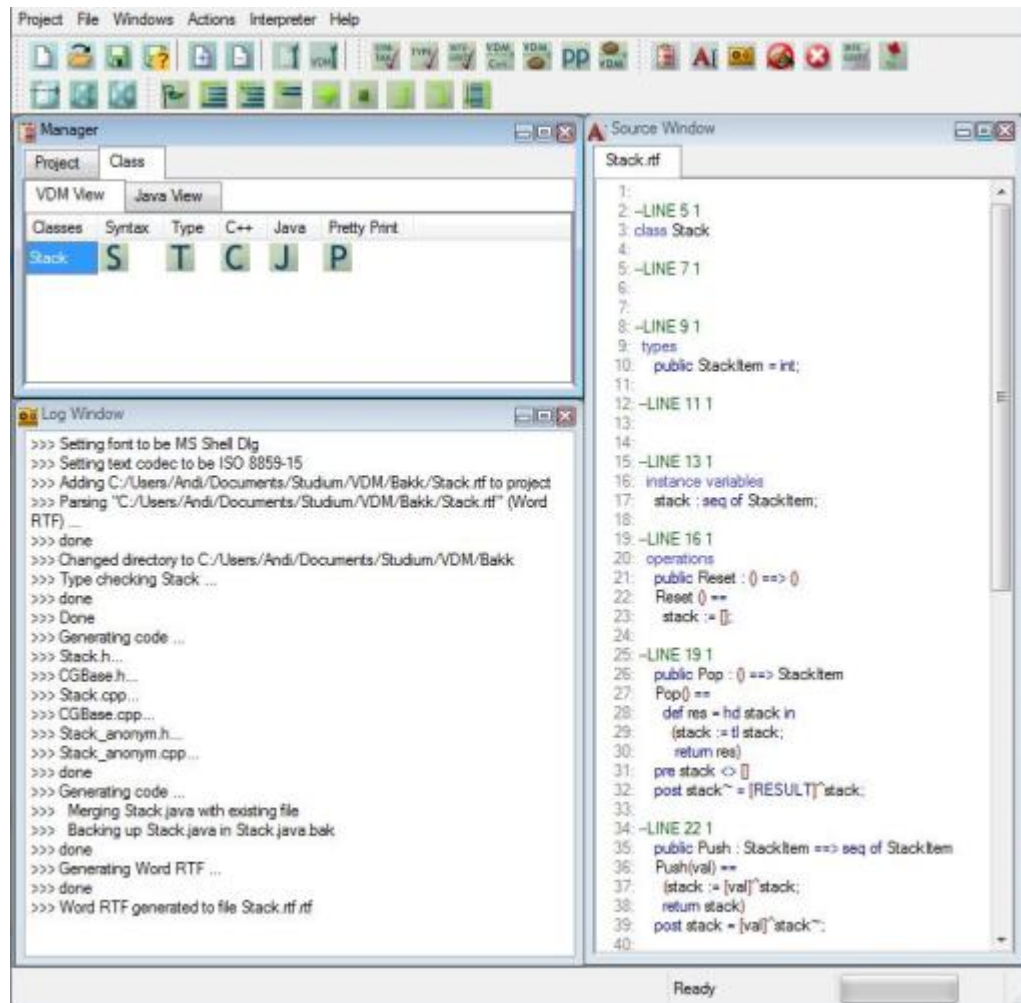 Project File Windows Actions Interpreter Help
VDM C++ VDM PP VDM
Manager
Project Class
VDM View Java View
Classes Syntax Type C++ Java Pretty Print
Stack S T C J P
Log Window
>>> Setting font to be MS Shell Dlg
>>> Setting text codec to be ISO 8859-15
>>> Adding C:/Users/Andi/Documents/Studium/VDM/Bakk/Stack.rtf to project
>>> Parsing "C:/Users/Andi/Documents/Studium/VDM/Bakk/Stack.rtf" (Word
RTF) ...
>>> done
>>> Changed directory to C:/Users/Andi/Documents/Studium/VDM/Bakk
>>> Type checking Stack ...
>>> done
>>> Done
>>> Generating code ...
>>> Stack.h...
>>> CGBase.h...
>>> Stack.cpp...
>>> CGBase.cpp...
>>> Stack_anonym.h...
>>> Stack_anonym.cpp...
>>> done
>>> Generating code ...
>>> Merging Stack.java with existing file
>>> Backing up Stack.java in Stack.java.bak
>>> done
>>> Generating Word RTF ...
>>> done
>>> Word RTF generated to file Stack.rtf.rtf
Source Window
Stack.rtf
1:
2: --LINE 5 1
3: class Stack
4:
5: --LINE 7 1
6:
7:
8: --LINE 9 1
9: types
10: public StackItem = int;
11:
12: --LINE 11 1
13:
14:
15: --LINE 13 1
16: instance variables
17: stack : seq of StackItem;
18:
19: --LINE 16 1
20: operations
21: public Reset : () ==> ()
22: Reset () ==
23: stack := [];
24:
25: --LINE 19 1
26: public Pop : () ==> StackItem
27: Pop() ==
28: def res = hd stack in
29: (stack := tl stack;
30: return res)
31: pre stack <> []
32: post stack~ = [RESULT]^stack;
33:
34: --LINE 22 1
35: public Push : StackItem ==> seq of StackItem
36: Push(val) ==
37: (stack := [val]^stack;
38: return stack)
39: post stack = [val]^stack~;
40:
Ready